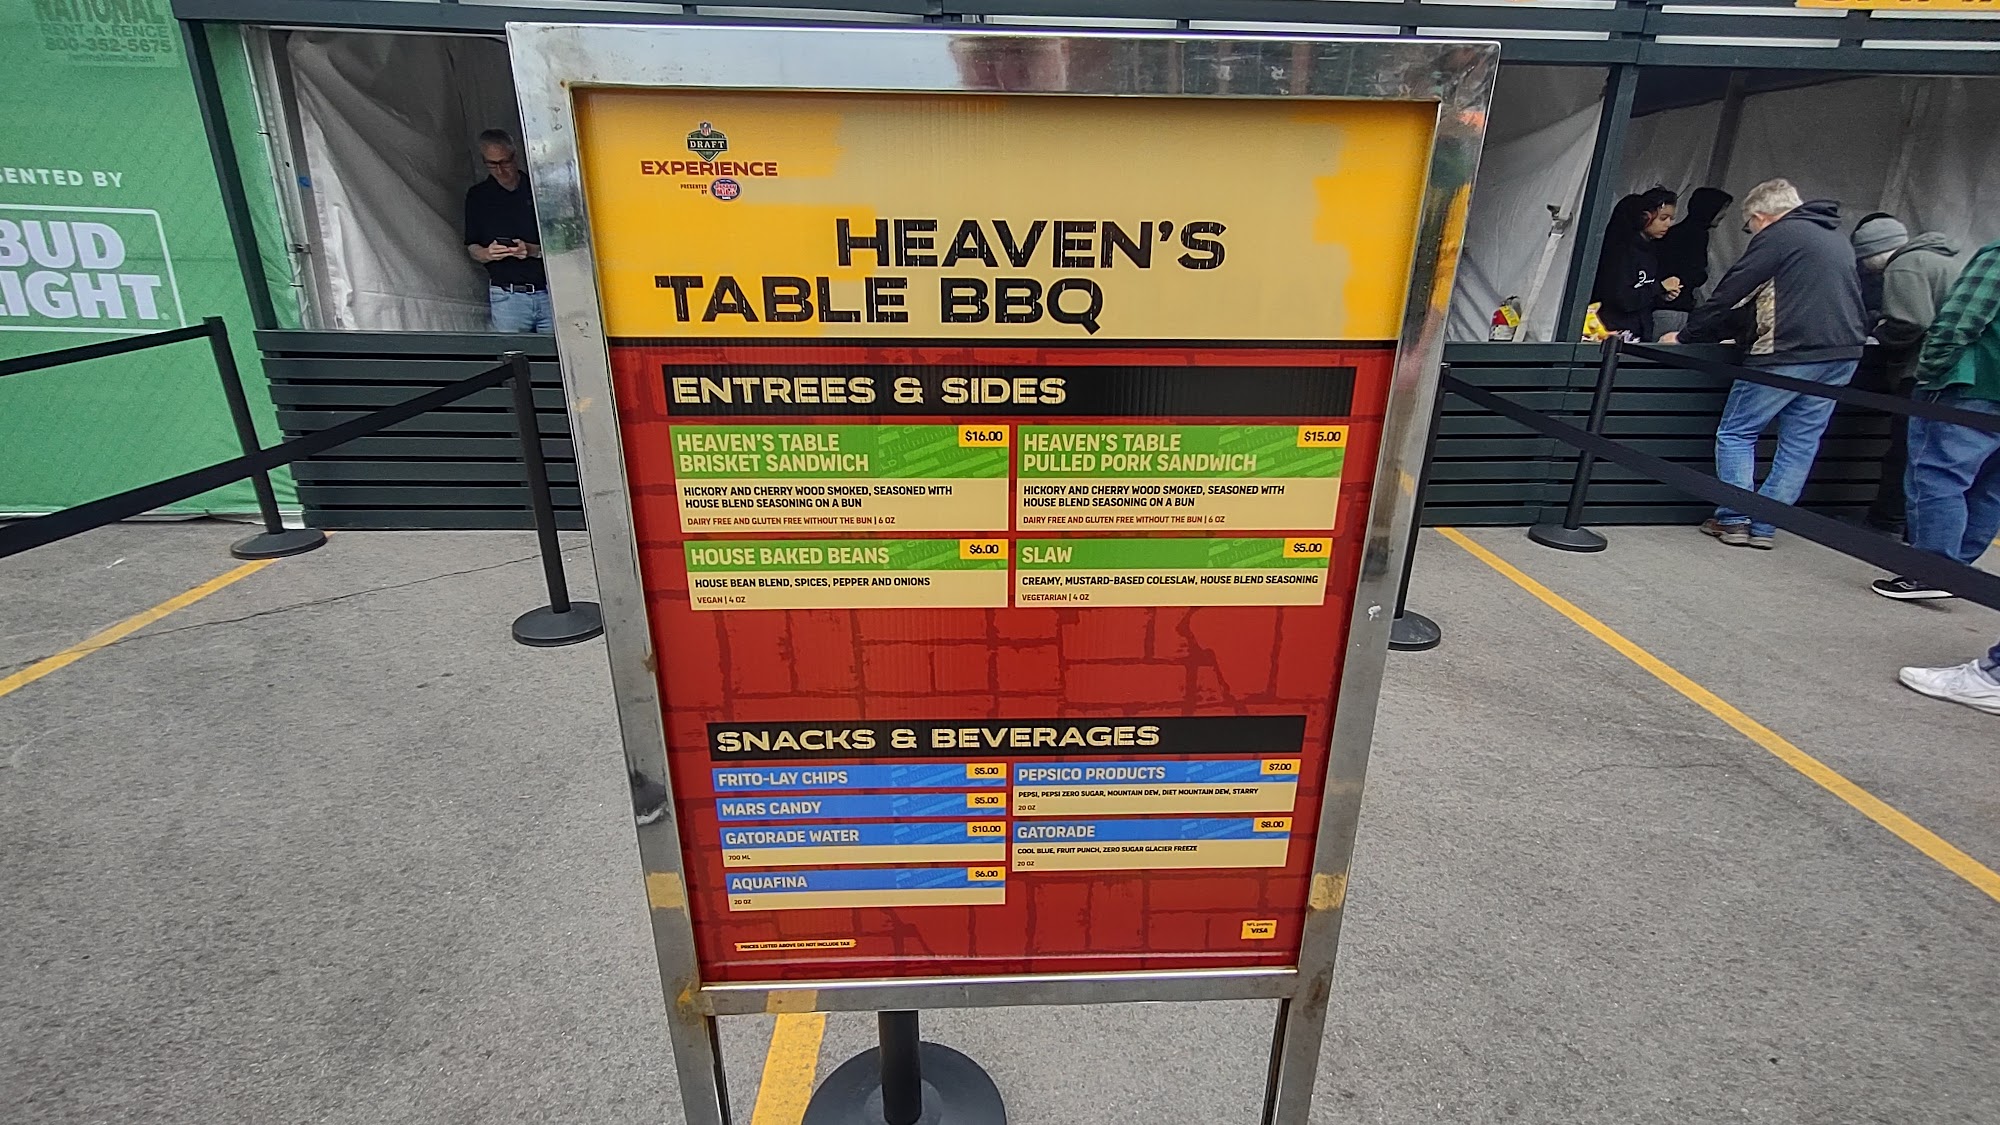 NATIONAL
RENT-A-FENCE
800-352-5675
SENTED BY
BUD
LIGHT
DRAFT
EXPERIENCE
PRESENTED
BY
HEAVEN'S
TABLE BBQ
ENTREES & SIDES
HEAVEN'S TABLE
BRISKET SANDWICH
$16.00
HICKORY AND CHERRY WOOD SMOKED, SEASONED WITH
HOUSE BLEND SEASONING ON A BUN
DAIRY FREE AND GLUTEN FREE WITHOUT THE BUN | 6 OZ
HEAVEN'S TABLE
PULLED PORK SANDWICH
$15.00
HICKORY AND CHERRY WOOD SMOKED, SEASONED WITH
HOUSE BLEND SEASONING ON A BUN
DAIRY FREE AND GLUTEN FREE WITHOUT THE BUN | 6 OZ
HOUSE BAKED BEANS
$6.00
HOUSE BEAN BLEND, SPICES, PEPPER AND ONIONS
VEGAN | 4 OZ
SLAW
$5.00
CREAMY, MUSTARD-BASED COLESLAW, HOUSE BLEND SEASONING
VEGETARIAN | 4 OZ
SNACKS & BEVERAGES
FRITO-LAY CHIPS
$5.00
MARS CANDY
$5.00
GATORADE WATER
$10.00
700 ML
AQUAFINA
$6.00
20 OZ
PEPSICO PRODUCTS
$7.00
PEPSI, PEPSI ZERO SUGAR, MOUNTAIN DEW, DIET MOUNTAIN DEW, STARRY
20 OZ
GATORADE
$8.00
COOL BLUE, FRUIT PUNCH, ZERO SUGAR GLACIER FREEZE
20 OZ
PRICES LISTED ABOVE DO NOT INCLUDE TAX
VISA